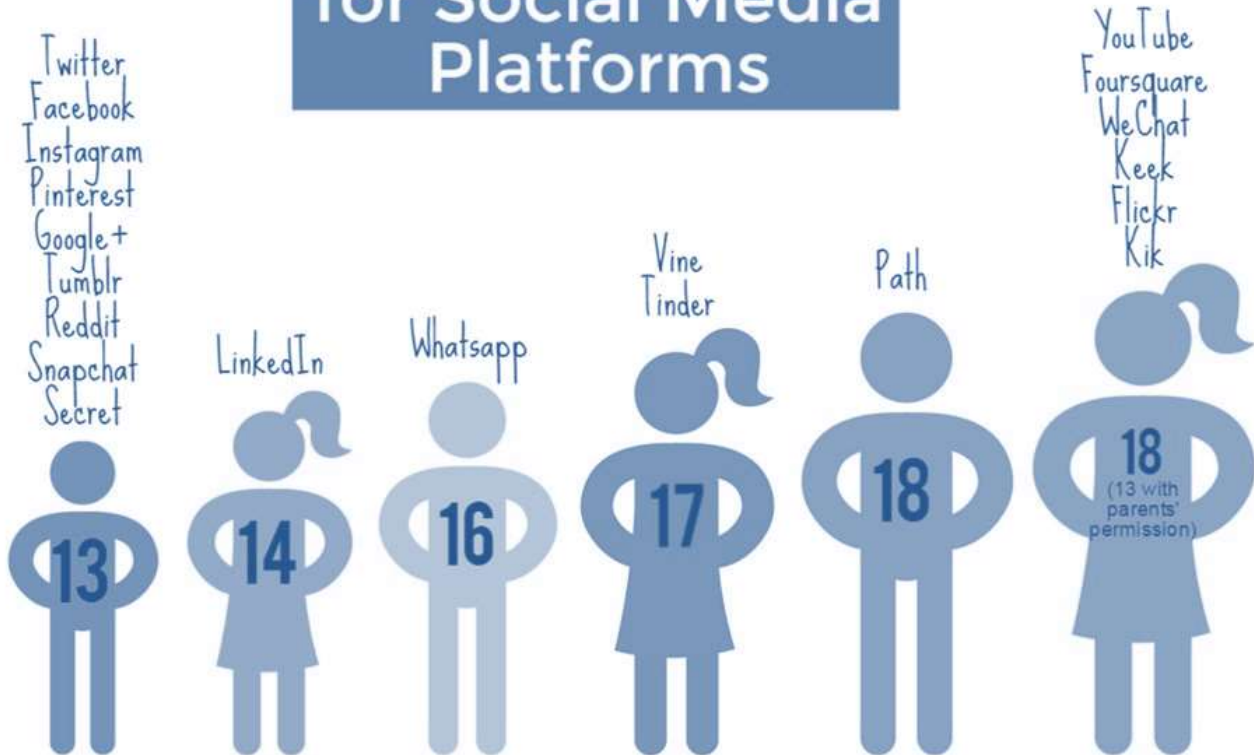 for Social Media
Platforms
Twitter
Facebook
Instagram
Pinterest
Google+
Tumblr
Reddit
Snapchat
Secret
13
LinkedIn
14
Whatsapp
16
Vine
Tinder
17
Path
18
YouTube
Foursquare
WeChat
Keek
Flickr
Kik
18
(13 with
parents'
permission)